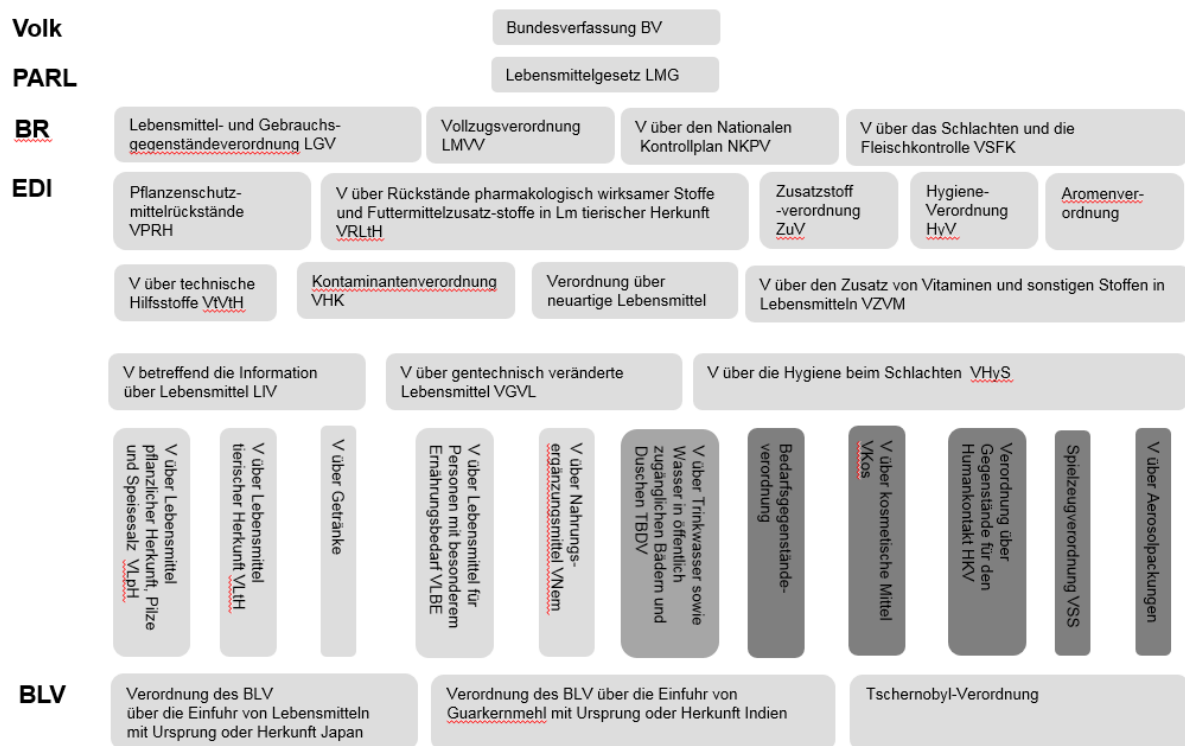 Volk
Bundesverfassung BV
PARL
Lebensmittelgesetz LMG
BR
Lebensmittel- und Gebrauchs-
gegenständeverordnung LGV
Vollzugsverordnung
LMVV
V über den Nationalen
Kontrollplan NKPV
V über das Schlachten und die
Fleischkontrolle VSFK
EDI
Pflanzenschutz-
mittelrückstände
VPRH
V über Rückstände pharmakologisch wirksamer Stoffe
und Futtermittelzusatz-stoffe in Lm tierischer Herkunft
VRLtH
Zusatzstoff
-verordnung
ZuV
Hygiene-
Verordnung
HyV
Aromenver-
ordnung
V über technische
Hilfsstoffe VtVtH
Kontaminantenverordnung
VHK
Verordnung über
neuartige Lebensmittel
V über den Zusatz von Vitaminen und sonstigen Stoffen in
Lebensmitteln VZVM
V betreffend die Information
über Lebensmittel LIV
V über gentechnisch veränderte
Lebensmittel VGVL
V über die Hygiene beim Schlachten VHyS
V über Lebensmittel
pflanzlicher Herkunft, Pilze
und Speisesalz VLpH
V über Lebensmittel
tierischer Herkunft VLtH
V über Getränke
V über Lebensmittel für
Personen mit besonderem
Ernährungsbedarf VLBE
V über Nahrungs-
ergänzungsmittel VNem
V über Trinkwasser sowie
Wasser in öffentlich
zugänglichen Bädern und
Duschen TBDV
Bedarfsgegenstände-
verordnung
V über kosmetische Mittel
VKos
Verordnung über
Gegenstände für den
Humankontakt HKV
Spielzeugverordnung VSS
V über Aerosolpackungen
BLV
Verordnung des BLV
über die Einfuhr von Lebensmitteln
mit Ursprung oder Herkunft Japan
Verordnung des BLV über die Einfuhr von
Guarkernmehl mit Ursprung oder Herkunft Indien
Tschernobyl-Verordnung